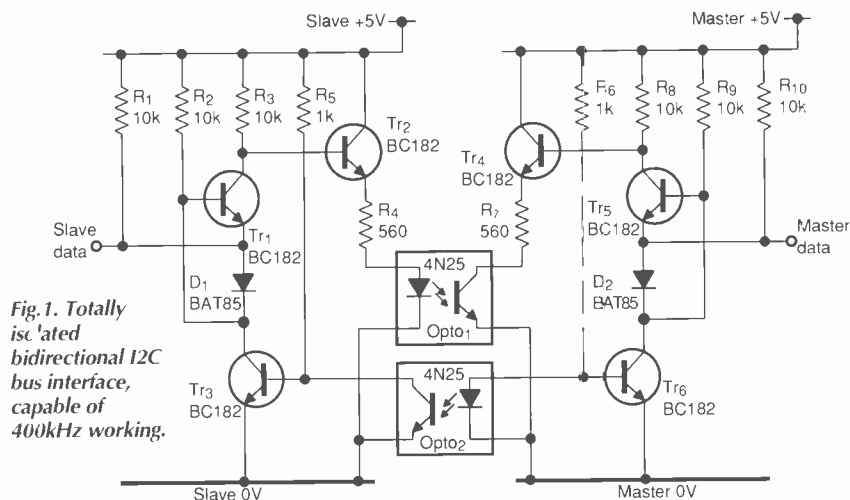 Slave +5V
Master +5V
R1
10k
R2
10k
R3
10k
R5
1k
Tr2
BC182
R6
1k
R8
10k
R9
10k
R10
10k
Tr4
BC182
Tr1
BC182
Tr5
BC182
R4
560
R7
560
Slave
data
Master
data
D1
BAT85
D2
BAT85
4N25
Opto1
4N25
Opto2
Tr3
BC182
Tr6
BC182
Fig.1. Totally
isolated
bidirectional I2C
bus interface,
capable of
400kHz working.
Slave 0V
Master 0V